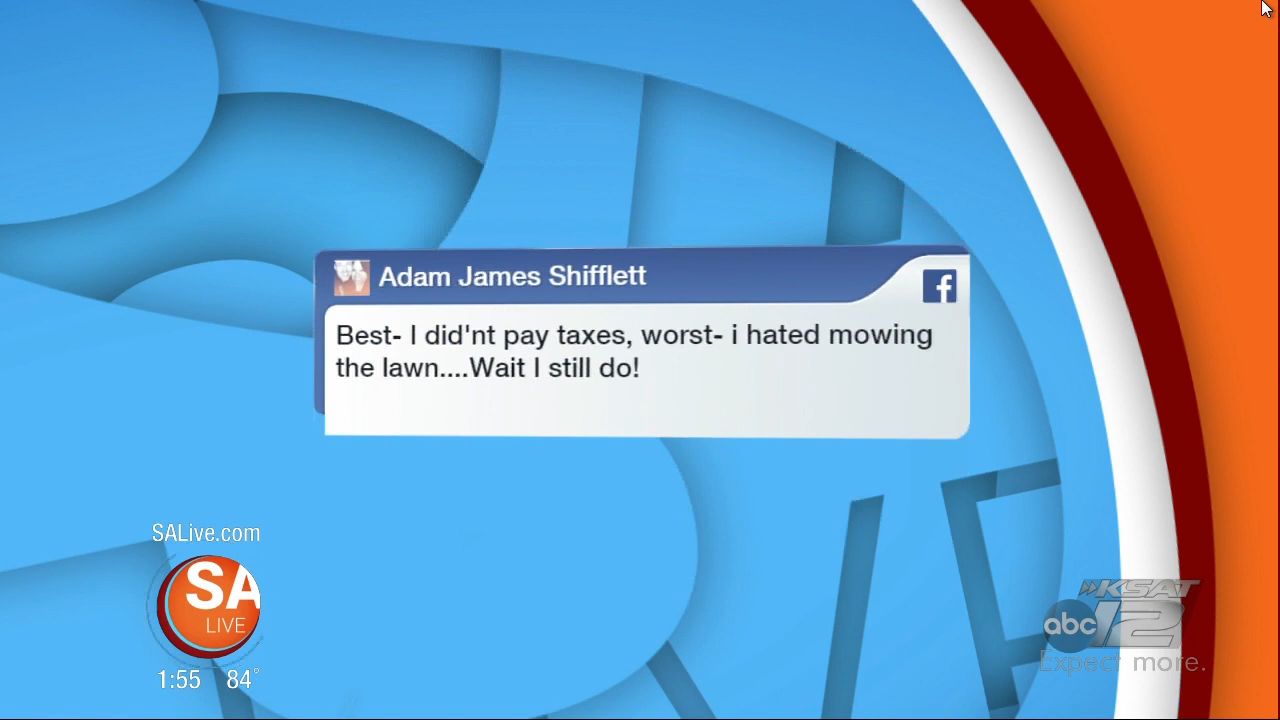 Adam James Shifflett
f
Best- I did'nt pay taxes, worst- i hated mowing
the lawn....Wait I still do!
SALive.com
SA
LIVE
1:55 84°
KSAT
abc 12
Expect more.